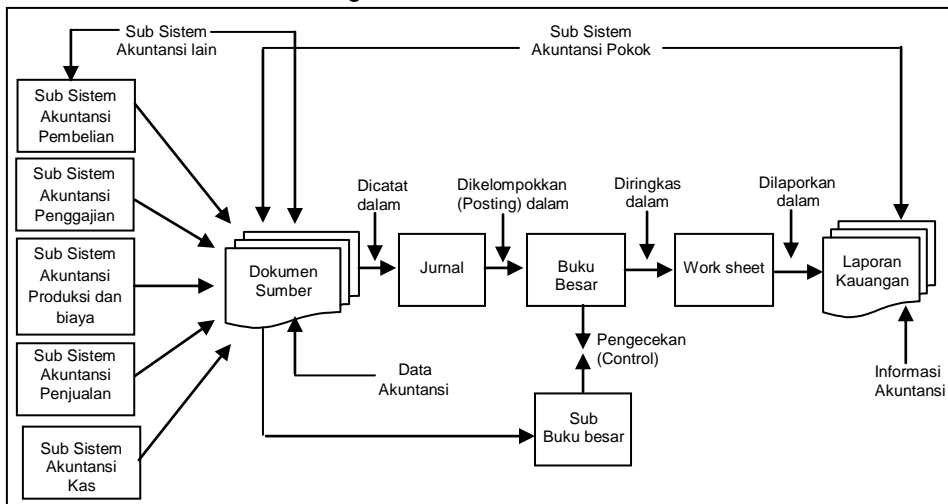 Sub Sistem
Akuntansi lain
Sub Sistem
Akuntansi Pokok
Sub Sistem
Akuntansi
Pembelian
Sub Sistem
Akuntansi
Penggajian
Sub Sistem
Akuntansi
Produksi dan
biaya
Sub Sistem
Akuntansi
Penjualan
Sub Sistem
Akuntansi
Kas
Dokumen
Sumber
Dicatat
dalam
Jurnal
Dikelompokkan
(Posting) dalam
Buku
Besar
Diringkas
dalam
Work sheet
Dilaporkan
dalam
Laporan
Kauangan
Data
Akuntansi
Pengecekan
(Control)
Sub
Buku besar
Informasi
Akuntansi